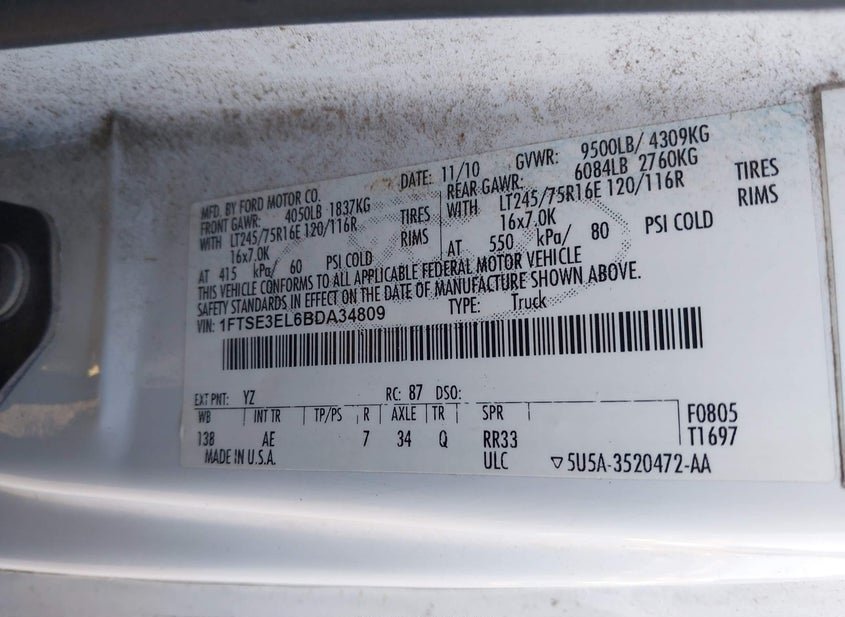 MFD. BY FORD MOTOR CO. DATE: 11/10 GVWR: 9500LB/ 4309KG
FRONT GAWR: 4050LB 1837KG REAR GAWR: 6084LB 2760KG
WITH LT245/75R16E 120/116R TIRES WITH LT245/75R16E 120/116R TIRES
16x7.0K RIMS 16x7.0K RIMS
AT 415 kPa/ 60 PSI COLD AT 550 kPa/ 80 PSI COLD
THIS VEHICLE CONFORMS TO ALL APPLICABLE FEDERAL MOTOR VEHICLE
SAFETY STANDARDS IN EFFECT ON THE DATE OF MANUFACTURE SHOWN ABOVE.
VIN: 1FTSE3EL6BDA34809 TYPE: Truck
EXT PNT: YZ RC: 87 DSO:
WB INT TR TP/PS R AXLE TR SPR F0805
138 AE 7 34 Q RR33 T1697
MADE IN U.S.A. ULC ▽5U5A-3520472-AA